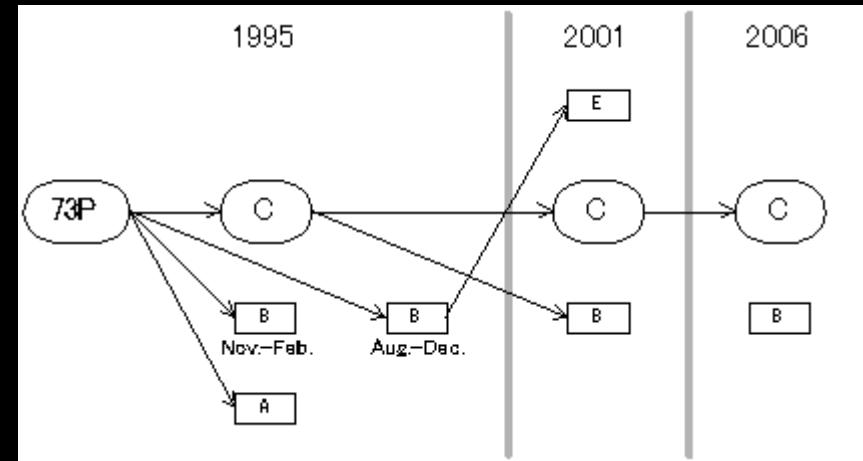 1995 2001 2006
E
73P C C C
B B B B
Nov.-Feb. Aug.-Dec.
A